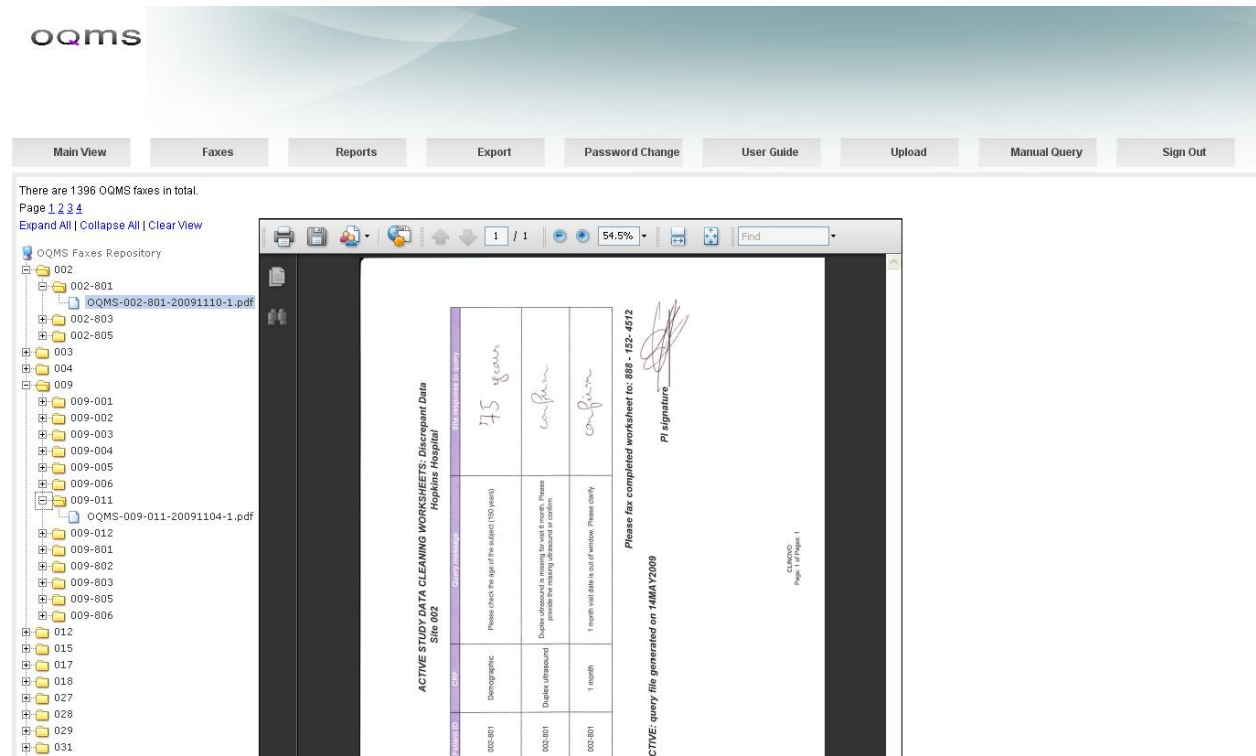 oqms
Main View Faxes Reports Export Password Change User Guide Upload Manual Query Sign Out
There are 1396 OQMS faxes in total.
Page 1 2 3 4
Expand All | Collapse All | Clear View
OQMS Faxes Repository
002
002-801
OQMS-002-801-20091110-1.pdf
002-803
002-805
003
004
009
009-001
009-002
009-003
009-004
009-005
009-006
009-011
OQMS-009-011-20091104-1.pdf
009-012
009-801
009-802
009-803
009-805
009-806
012
015
017
018
027
028
029
031
1 / 1 54.5% Find
ACTIVE STUDY DATA CLEANING WORKSHEETS: Discrepant Data
Site 002 Hopkins Hospital
Patient ID CRF Query message Site response to query
002-801 Demographic Please check the age of the subject (150 years) 75 years
002-801 Duplex ultrasound Duplex ultrasound is missing for visit 6 month. Please
provide the missing ultrasound or confirm confirm
002-801 1 month 1 month visit date is out of window. Please clarify confirm
Please fax completed worksheet to: 888 - 152- 4512
CTIVE: query file generated on 14MAY2009 PI signature
CLINOVO
Page: 1 of Pages: 1